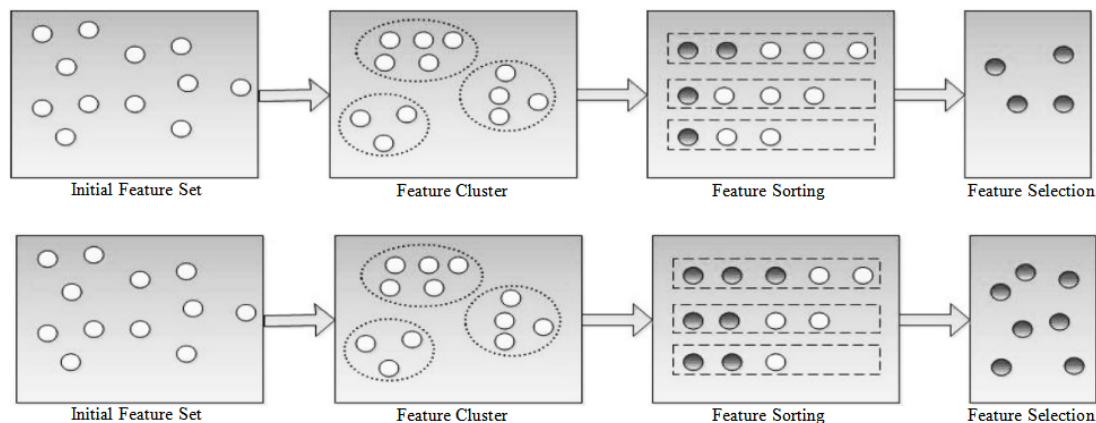 Initial Feature Set
Feature Cluster
Feature Sorting
Feature Selection
Initial Feature Set
Feature Cluster
Feature Sorting
Feature Selection